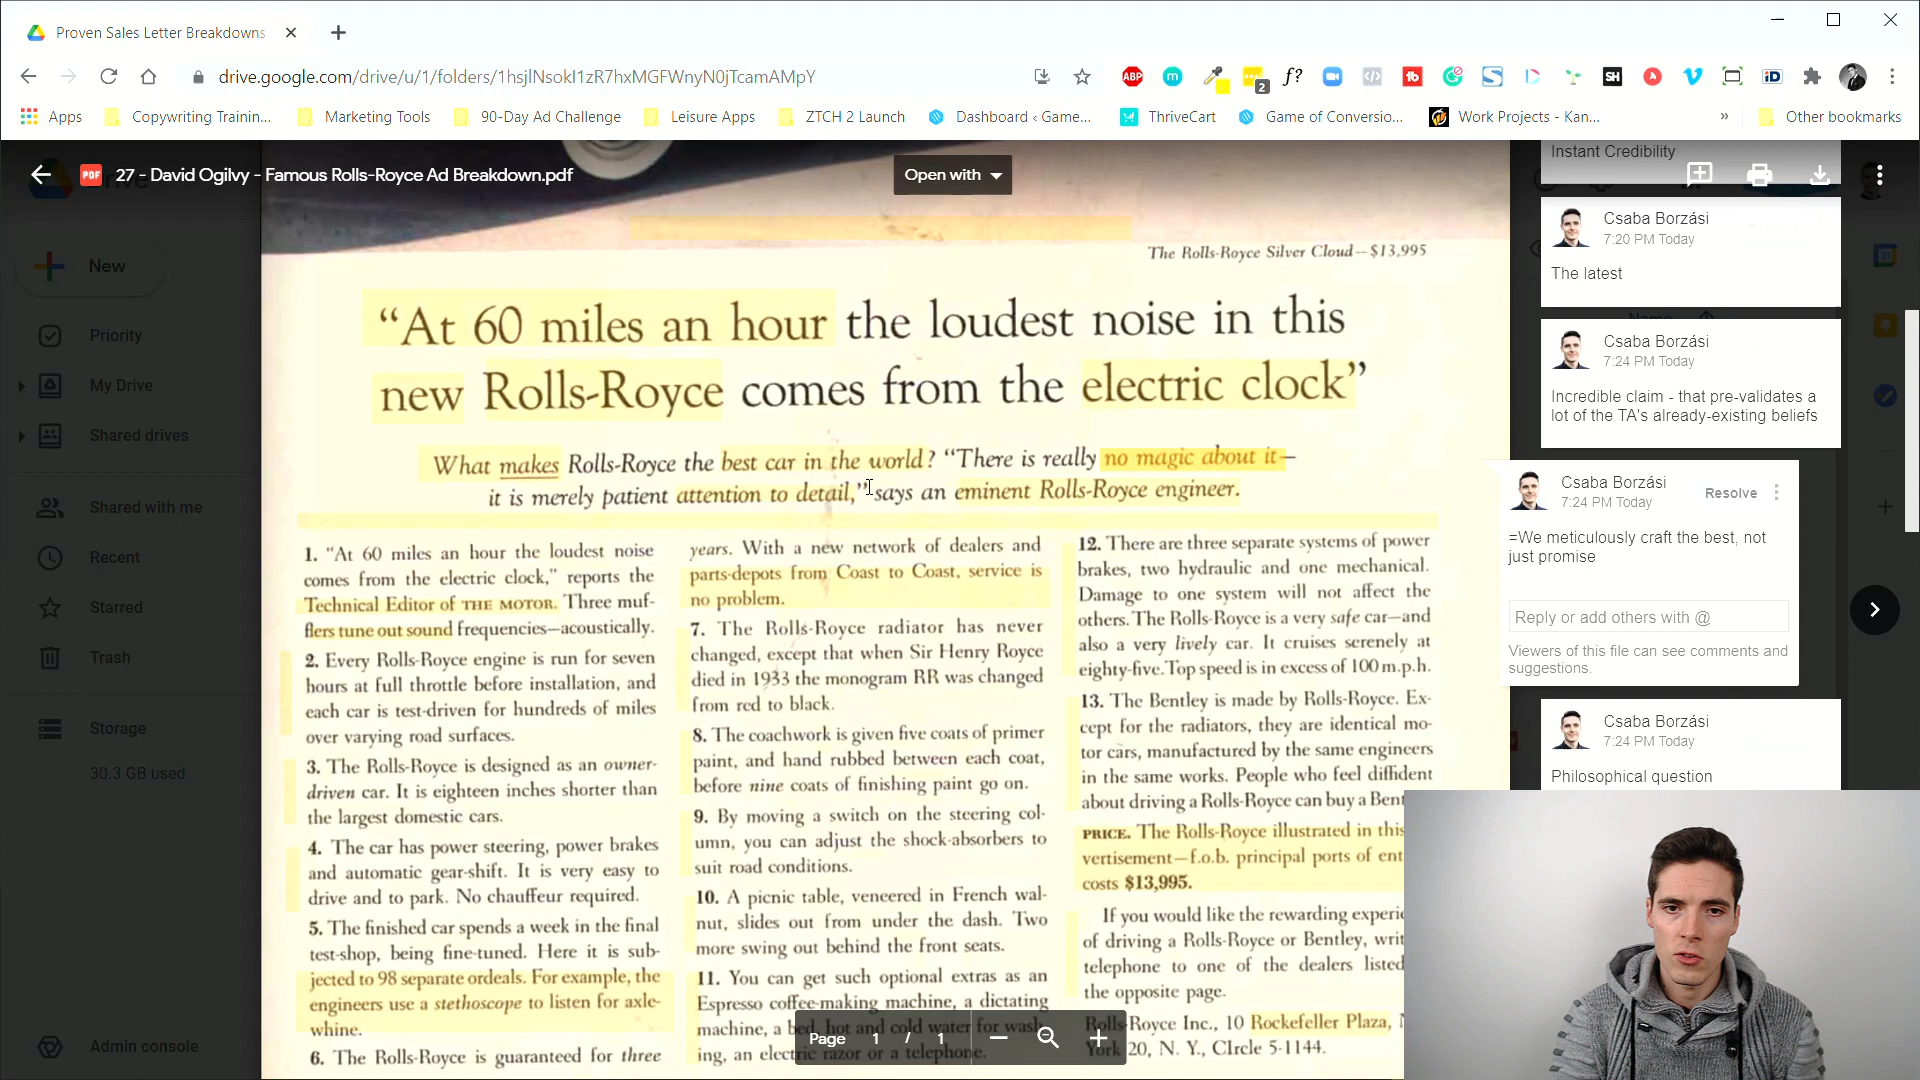 Proven Sales Letter Breakdowns
drive.google.com/drive/u/1/folders/1hsjlNsokI1zR7hxMGFWnyN0jTcamAMpY
ABP
2
f?
SH
iD
Apps
Copywriting Trainin...
Marketing Tools
90-Day Ad Challenge
Leisure Apps
ZTCH 2 Launch
Dashboard ‹ Game...
ThriveCart
Game of Conversio...
Work Projects - Kan...
»
Other bookmarks
PDF
27 - David Ogilvy - Famous Rolls-Royce Ad Breakdown.pdf
Open with
New
Priority
My Drive
Shared drives
Shared with me
Recent
Starred
Trash
Storage
30.3 GB used
Admin console
The Rolls-Royce Silver Cloud—$13,995
“At 60 miles an hour the loudest noise in this
new Rolls-Royce comes from the electric clock”
What makes Rolls-Royce the best car in the world? “There is really no magic about it—
it is merely patient attention to detail,” says an eminent Rolls-Royce engineer.
1. “At 60 miles an hour the loudest noise
comes from the electric clock,” reports the
Technical Editor of THE MOTOR. Three muf-
flers tune out sound frequencies—acoustically.
2. Every Rolls-Royce engine is run for seven
hours at full throttle before installation, and
each car is test-driven for hundreds of miles
over varying road surfaces.
3. The Rolls-Royce is designed as an owner-
driven car. It is eighteen inches shorter than
the largest domestic cars.
4. The car has power steering, power brakes
and automatic gear-shift. It is very easy to
drive and to park. No chauffeur required.
5. The finished car spends a week in the final
test-shop, being fine-tuned. Here it is sub-
jected to 98 separate ordeals. For example, the
engineers use a stethoscope to listen for axle-
whine.
6. The Rolls-Royce is guaranteed for three
years. With a new network of dealers and
parts-depots from Coast to Coast, service is
no problem.
7. The Rolls-Royce radiator has never
changed, except that when Sir Henry Royce
died in 1933 the monogram RR was changed
from red to black.
8. The coachwork is given five coats of primer
paint, and hand rubbed between each coat,
before nine coats of finishing paint go on.
9. By moving a switch on the steering col-
umn, you can adjust the shock-absorbers to
suit road conditions.
10. A picnic table, veneered in French wal-
nut, slides out from under the dash. Two
more swing out behind the front seats.
11. You can get such optional extras as an
Espresso coffee-making machine, a dictating
machine, a bed, hot and cold water for wash-
ing, an electric razor or a telephone.
12. There are three separate systems of power
brakes, two hydraulic and one mechanical.
Damage to one system will not affect the
others. The Rolls-Royce is a very safe car—and
also a very lively car. It cruises serenely at
eighty-five. Top speed is in excess of 100 m.p.h.
13. The Bentley is made by Rolls-Royce. Ex-
cept for the radiators, they are identical mo-
tor cars, manufactured by the same engineers
in the same works. People who feel diffident
about driving a Rolls-Royce can buy a Bent
PRICE. The Rolls-Royce illustrated in this
vertisement—f.o.b. principal ports of ent
costs $13,995.
If you would like the rewarding experi
of driving a Rolls-Royce or Bentley, writ
telephone to one of the dealers listed
the opposite page.
Rolls-Royce Inc., 10 Rockefeller Plaza,
York 20, N. Y., CIrcle 5-1144.
Page 1 / 1
Instant Credibility
Csaba Borzási
7:20 PM Today
The latest
Csaba Borzási
7:24 PM Today
Incredible claim - that pre-validates a
lot of the TA's already-existing beliefs
Csaba Borzási
7:24 PM Today
Resolve
=We meticulously craft the best, not
just promise
Reply or add others with @
Viewers of this file can see comments and
suggestions.
Csaba Borzási
7:24 PM Today
Philosophical question